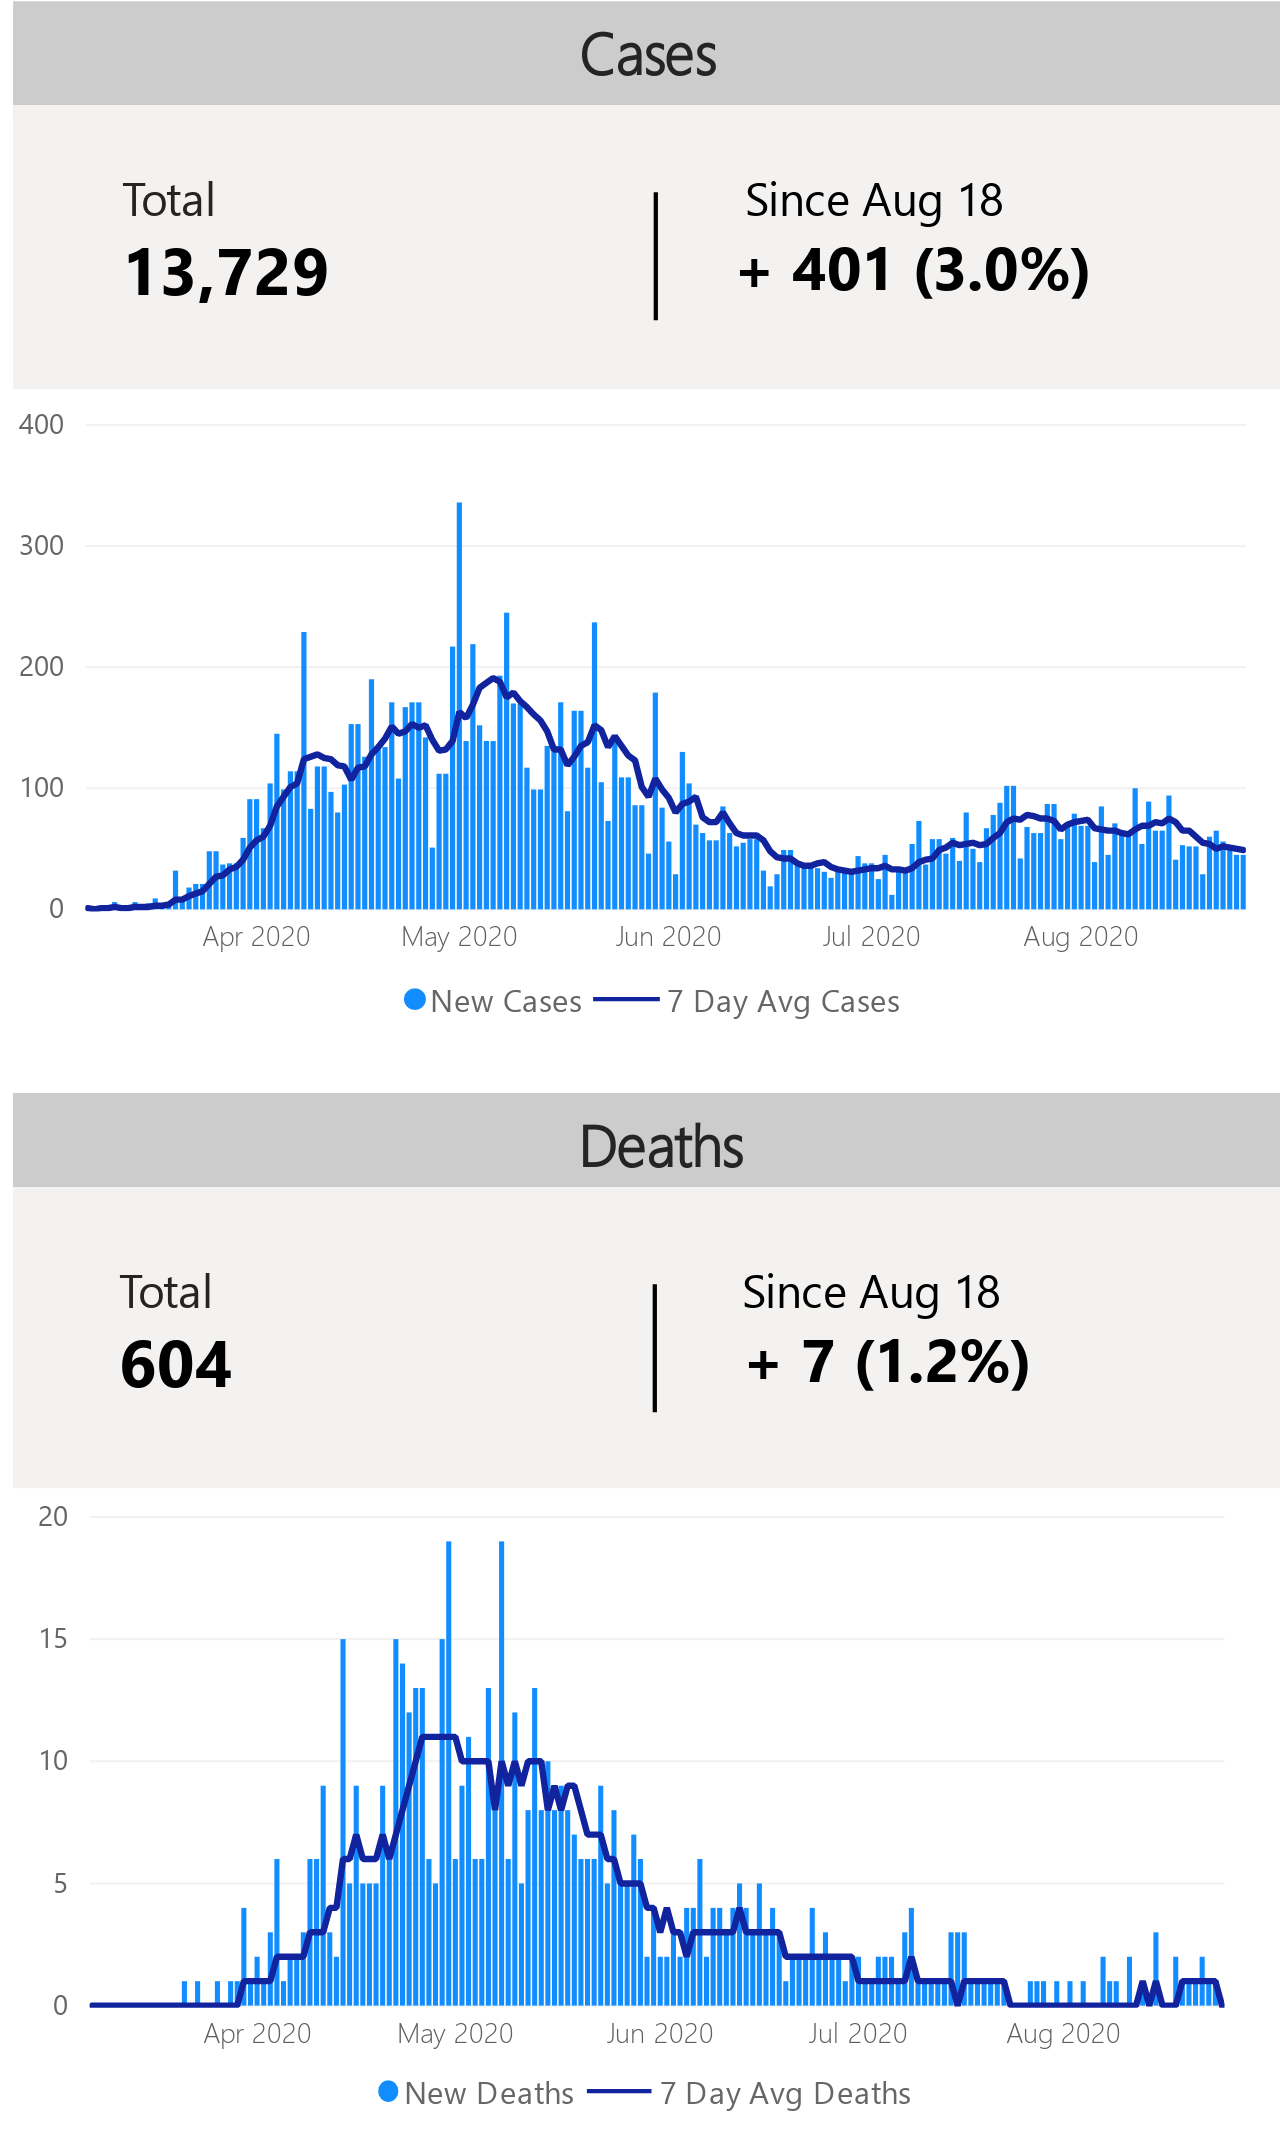 Cases
Total
Since Aug 18
13,729
+ 401 (3.0%)
400
300
200
100
0
Apr 2020
May 2020
Jun 2020
Jul 2020
Aug 2020
New Cases
7 Day Avg Cases
Deaths
Total
Since Aug 18
604
+ 7 (1.2%)
20
15
10
5
0
Apr 2020
May 2020
Jun 2020
Jul 2020
Aug 2020
New Deaths
7 Day Avg Deaths